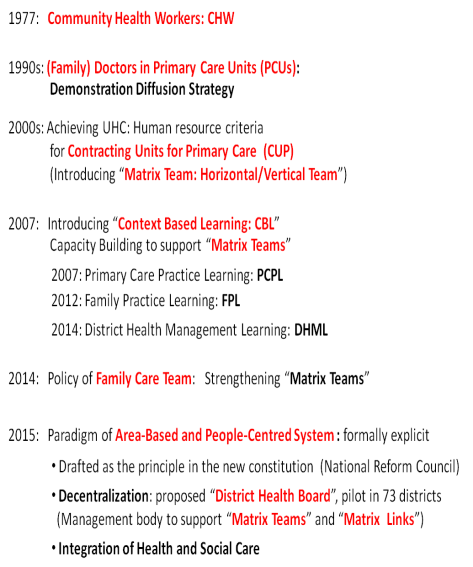 1977: Community Health Workers: CHW
1990s: (Family) Doctors in Primary Care Units (PCUs):
Demonstration Diffusion Strategy
2000s: Achieving UHC: Human resource criteria
for Contracting Units for Primary Care (CUP)
(Introducing “Matrix Team: Horizontal/Vertical Team”)
2007: Introducing “Context Based Learning: CBL”
Capacity Building to support “Matrix Teams”
2007: Primary Care Practice Learning: PCPL
2012: Family Practice Learning: FPL
2014: District Health Management Learning: DHML
2014: Policy of Family Care Team: Strengthening “Matrix Teams”
2015: Paradigm of Area-Based and People-Centred System: formally explicit
• Drafted as the principle in the new constitution (National Reform Council)
• Decentralization: proposed “District Health Board”, pilot in 73 districts
(Management body to support “Matrix Teams” and “Matrix Links”)
• Integration of Health and Social Care